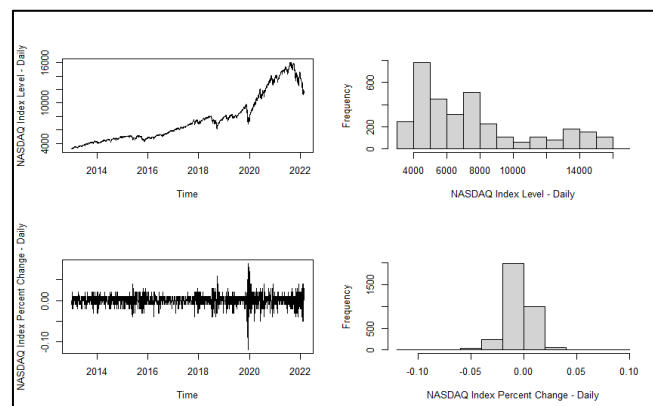 NASDAQ Index Level - Daily
16000
10000
4000
2014 2016 2018 2020 2022
Time
Frequency
600
200
0
4000 6000 8000 10000 14000
NASDAQ Index Level - Daily
NASDAQ Index Percent Change - Daily
0.00
-0.10
2014 2016 2018 2020 2022
Time
Frequency
1500
500
0
-0.10 -0.05 0.00 0.05 0.10
NASDAQ Index Percent Change - Daily